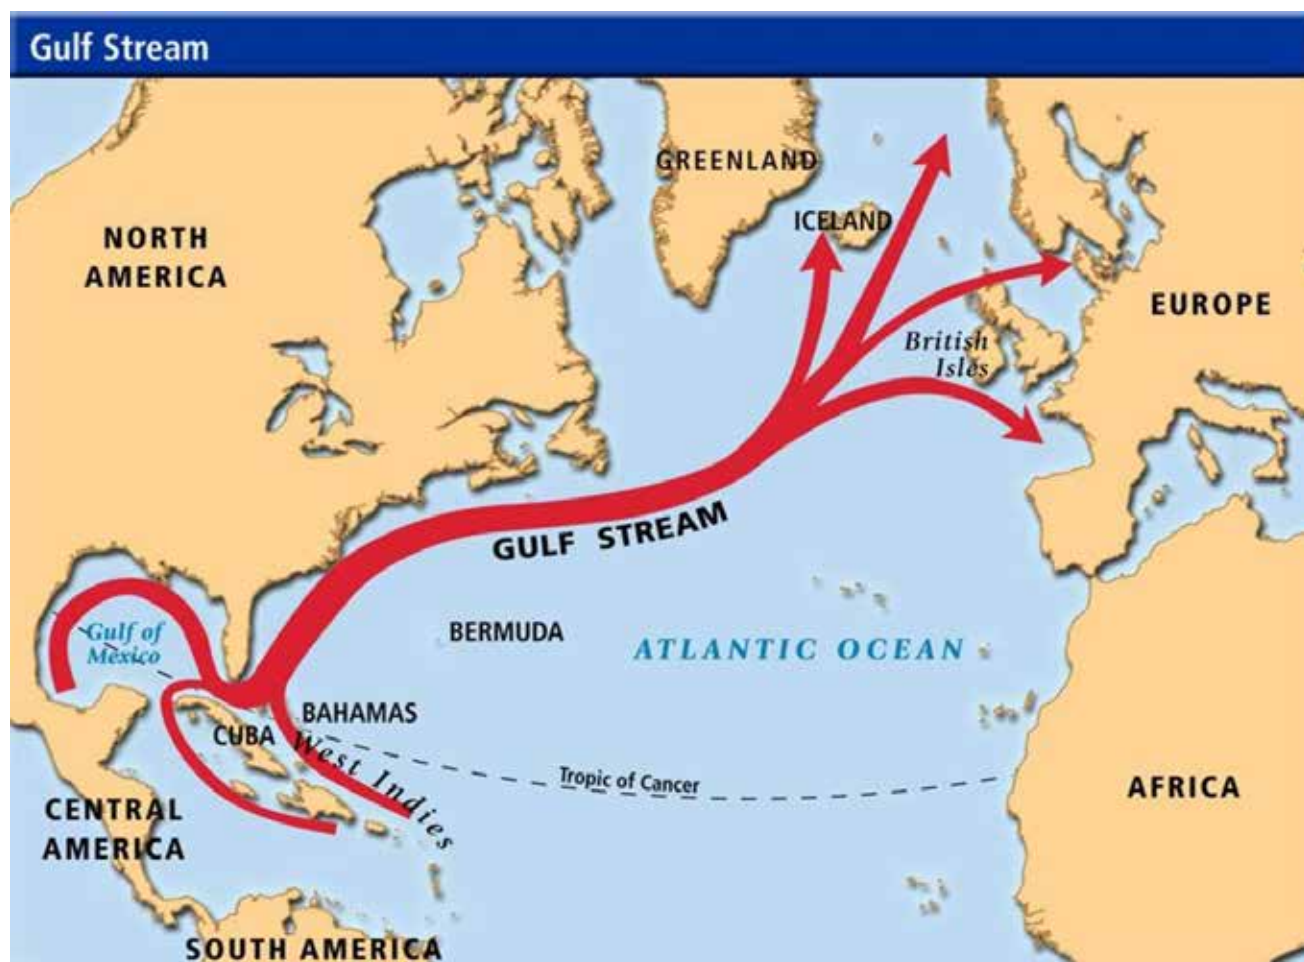 Gulf Stream
GREENLAND
ICELAND
NORTH
AMERICA
EUROPE
British
Isles
GULF STREAM
Gulf of
Mexico
BERMUDA
ATLANTIC OCEAN
BAHAMAS
CUBA
West Indies
Tropic of Cancer
AFRICA
CENTRAL
AMERICA
SOUTH AMERICA